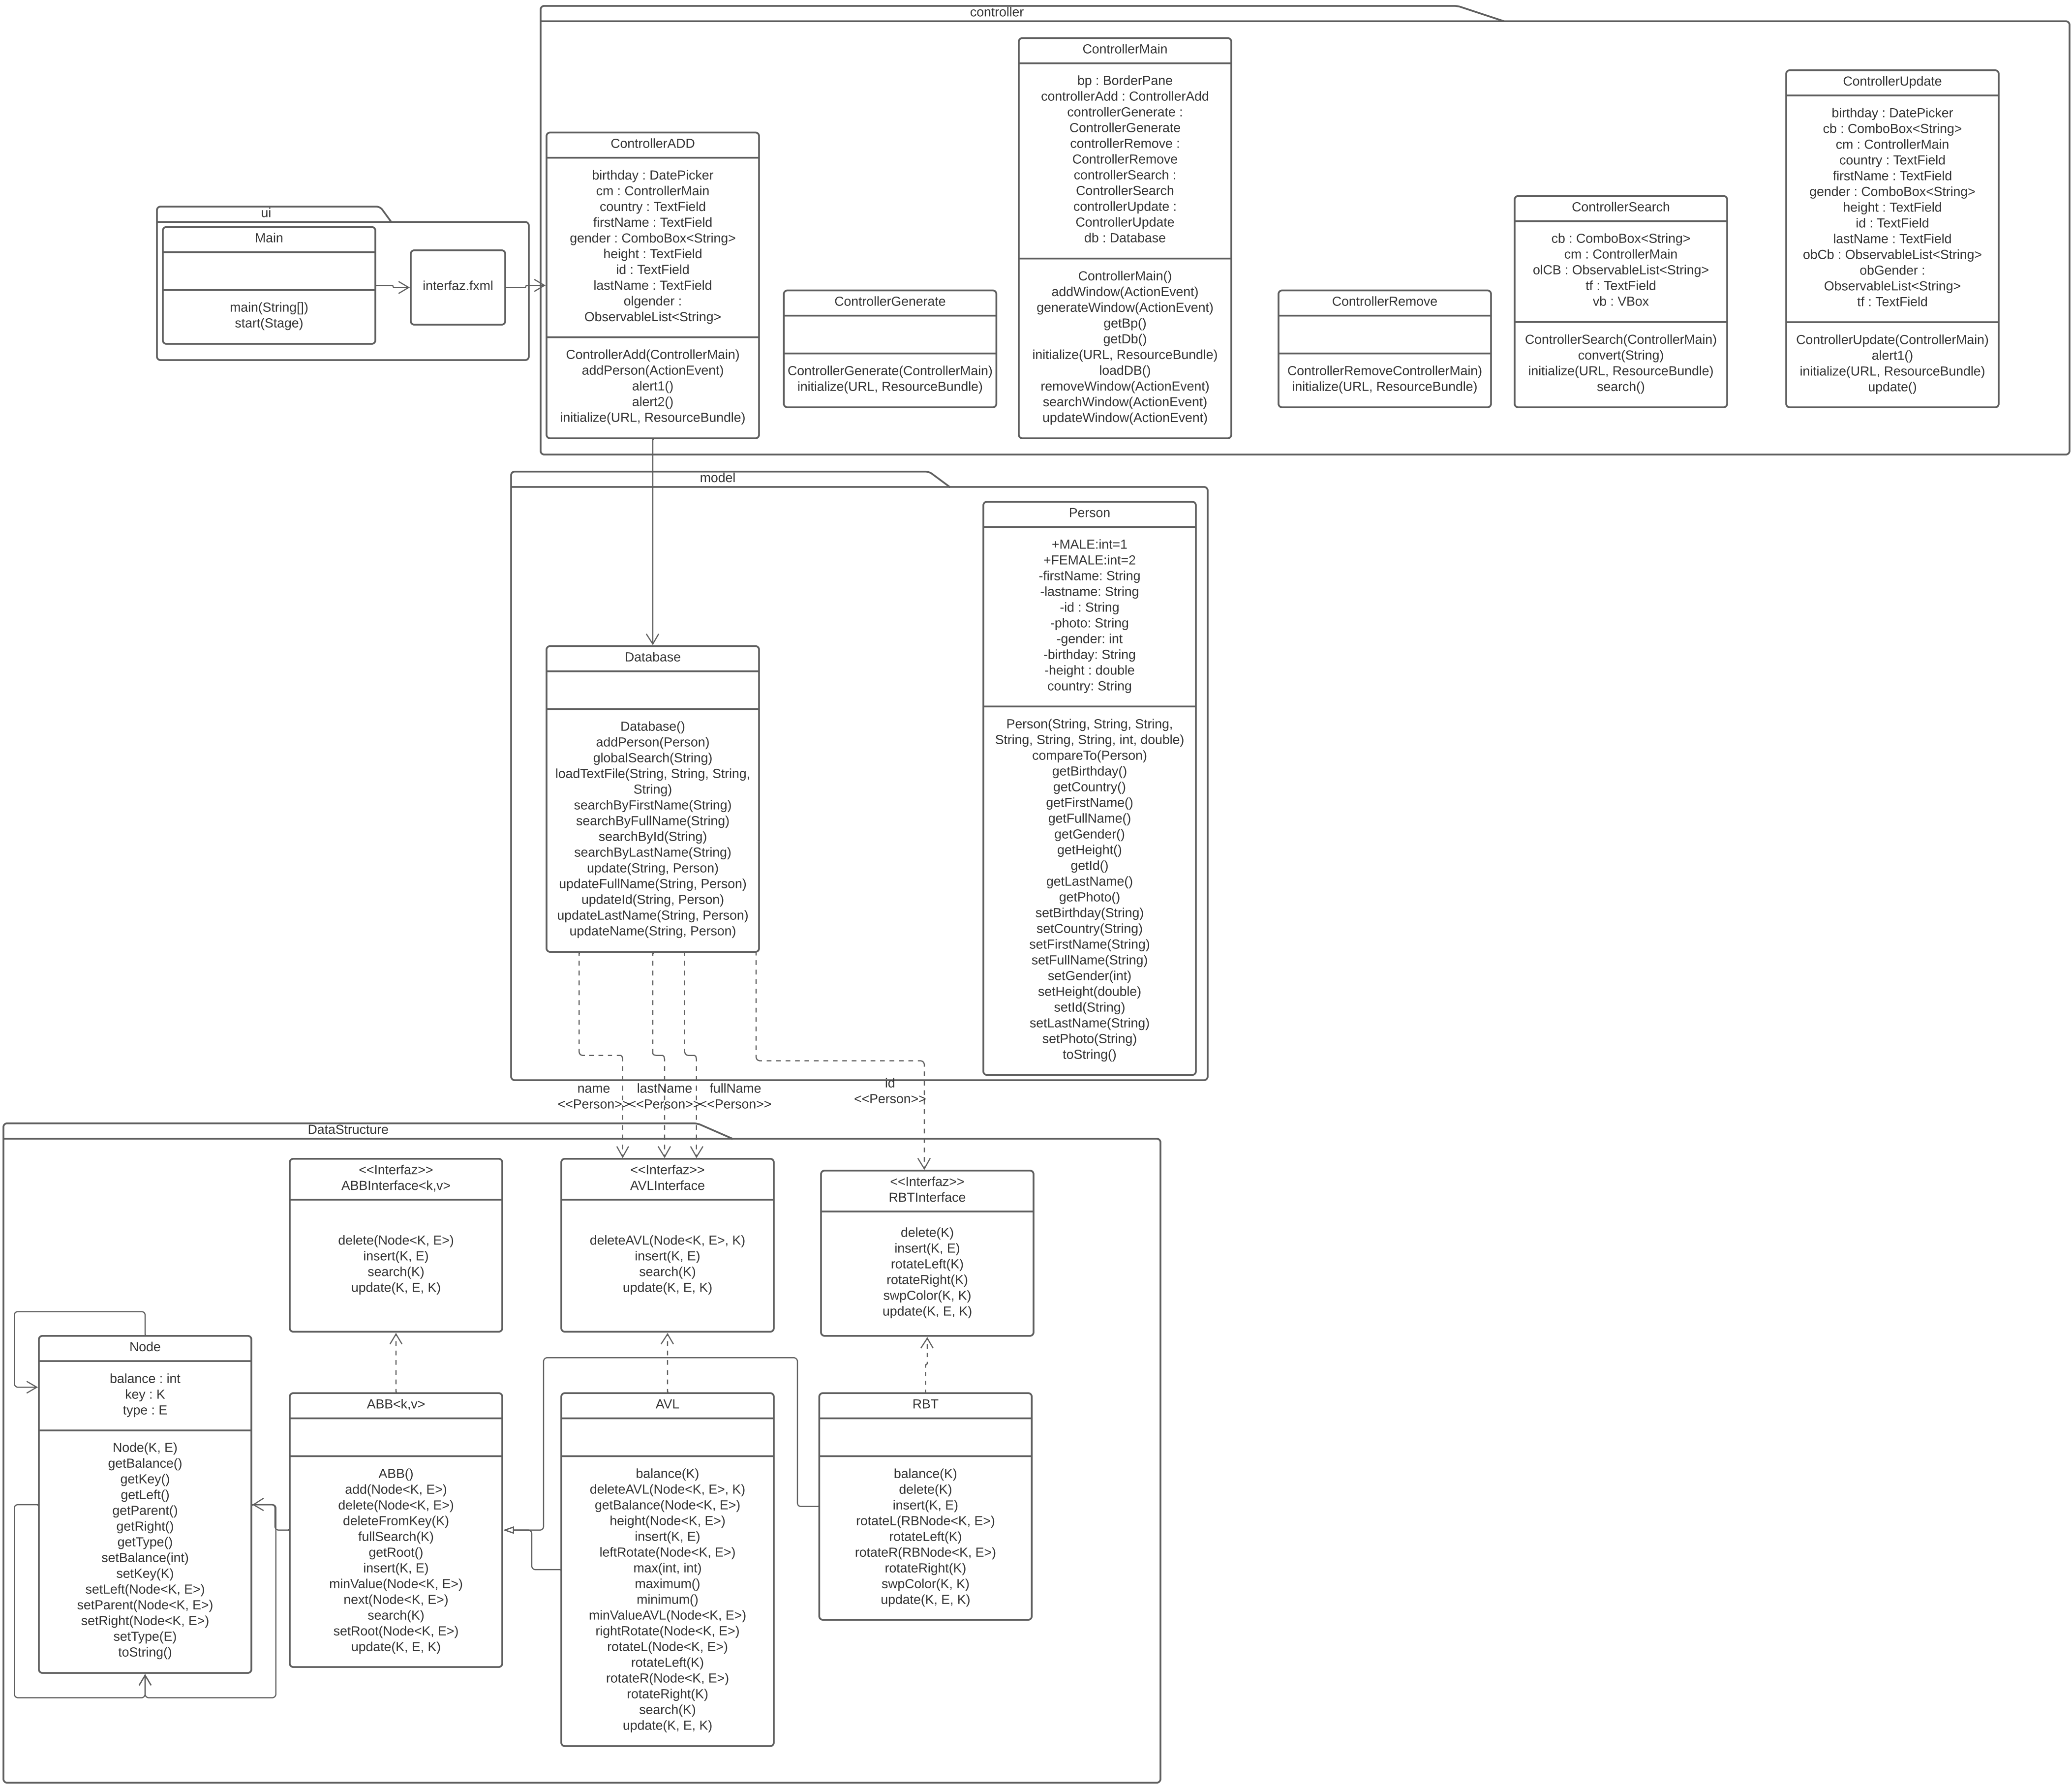 controller
ControllerMain
bp : BorderPane
controllerAdd : ControllerAdd
controllerGenerate :
ControllerGenerate
controllerRemove :
ControllerRemove
controllerSearch :
ControllerSearch
controllerUpdate :
ControllerUpdate
db : Database
ControllerMain()
addWindow(ActionEvent)
generateWindow(ActionEvent)
getBp()
getDb()
initialize(URL, ResourceBundle)
loadDB()
removeWindow(ActionEvent)
searchWindow(ActionEvent)
updateWindow(ActionEvent)
ControllerUpdate
birthday : DatePicker
cb : ComboBox<String>
cm : ControllerMain
country : TextField
firstName : TextField
gender : ComboBox<String>
height : TextField
id : TextField
lastName : TextField
obCb : ObservableList<String>
obGender :
ObservableList<String>
tf : TextField
ControllerUpdate(ControllerMain)
alert1()
initialize(URL, ResourceBundle)
update()
ControllerADD
birthday : DatePicker
cm : ControllerMain
country : TextField
firstName : TextField
gender : ComboBox<String>
height : TextField
id : TextField
lastName : TextField
olgender :
ObservableList<String>
ControllerAdd(ControllerMain)
addPerson(ActionEvent)
alert1()
alert2()
initialize(URL, ResourceBundle)
ControllerSearch
cb : ComboBox<String>
cm : ControllerMain
olCB : ObservableList<String>
tf : TextField
vb : VBox
ControllerSearch(ControllerMain)
convert(String)
initialize(URL, ResourceBundle)
search()
ui
Main
main(String[])
start(Stage)
interfaz.fxml
ControllerGenerate
ControllerGenerate(ControllerMain)
initialize(URL, ResourceBundle)
ControllerRemove
ControllerRemoveControllerMain)
initialize(URL, ResourceBundle)
model
Person
+MALE:int=1
+FEMALE:int=2
-firstName: String
-lastname: String
-id : String
-photo: String
-gender: int
-birthday: String
-height : double
country: String
Person(String, String, String,
String, String, String, int, double)
compareTo(Person)
getBirthday()
getCountry()
getFirstName()
getFullName()
getGender()
getHeight()
getId()
getLastName()
getPhoto()
setBirthday(String)
setCountry(String)
setFirstName(String)
setFullName(String)
setGender(int)
setHeight(double)
setId(String)
setLastName(String)
setPhoto(String)
toString()
Database
Database()
addPerson(Person)
globalSearch(String)
loadTextFile(String, String, String,
String)
searchByFirstName(String)
searchByFullName(String)
searchById(String)
searchByLastName(String)
update(String, Person)
updateFullName(String, Person)
updateId(String, Person)
updateLastName(String, Person)
updateName(String, Person)
name
<<Person>>
lastName
<<Person>>
fullName
<<Person>>
id
<<Person>>
DataStructure
<<Interfaz>>
ABBInterface<k,v>
delete(Node<K, E>)
insert(K, E)
search(K)
update(K, E, K)
<<Interfaz>>
AVLInterface
deleteAVL(Node<K, E>, K)
insert(K, E)
search(K)
update(K, E, K)
<<Interfaz>>
RBTInterface
delete(K)
insert(K, E)
rotateLeft(K)
rotateRight(K)
swpColor(K, K)
update(K, E, K)
Node
balance : int
key : K
type : E
Node(K, E)
getBalance()
getKey()
getLeft()
getParent()
getRight()
getType()
setBalance(int)
setKey(K)
setLeft(Node<K, E>)
setParent(Node<K, E>)
setRight(Node<K, E>)
setType(E)
toString()
ABB<k,v>
ABB()
add(Node<K, E>)
delete(Node<K, E>)
deleteFromKey(K)
fullSearch(K)
getRoot()
insert(K, E)
minValue(Node<K, E>)
next(Node<K, E>)
search(K)
setRoot(Node<K, E>)
update(K, E, K)
AVL
balance(K)
deleteAVL(Node<K, E>, K)
getBalance(Node<K, E>)
height(Node<K, E>)
insert(K, E)
leftRotate(Node<K, E>)
max(int, int)
maximum()
minimum()
minValueAVL(Node<K, E>)
rightRotate(Node<K, E>)
rotateL(Node<K, E>)
rotateLeft(K)
rotateR(Node<K, E>)
rotateRight(K)
search(K)
update(K, E, K)
RBT
balance(K)
delete(K)
insert(K, E)
rotateL(RBNode<K, E>)
rotateLeft(K)
rotateR(RBNode<K, E>)
rotateRight(K)
swpColor(K, K)
update(K, E, K)